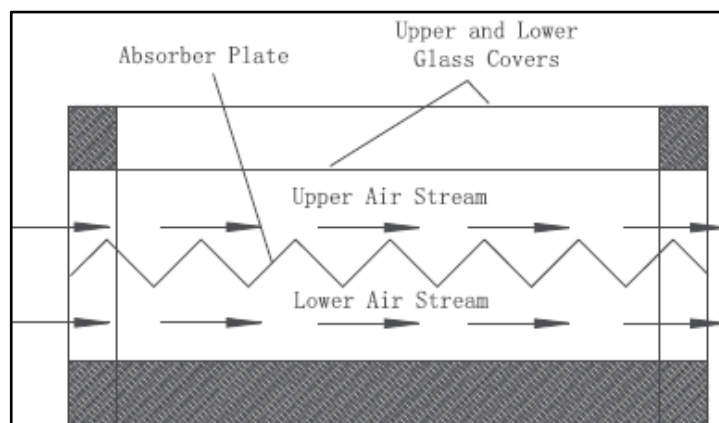 Upper and Lower
Glass Covers
Absorber Plate
Upper Air Stream
Lower Air Stream